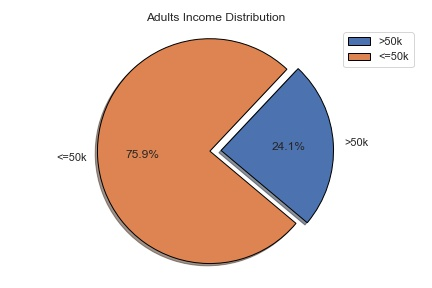 Adults Income Distribution
>50k
<=50k
<=50k
75.9%
24.1%
>50k